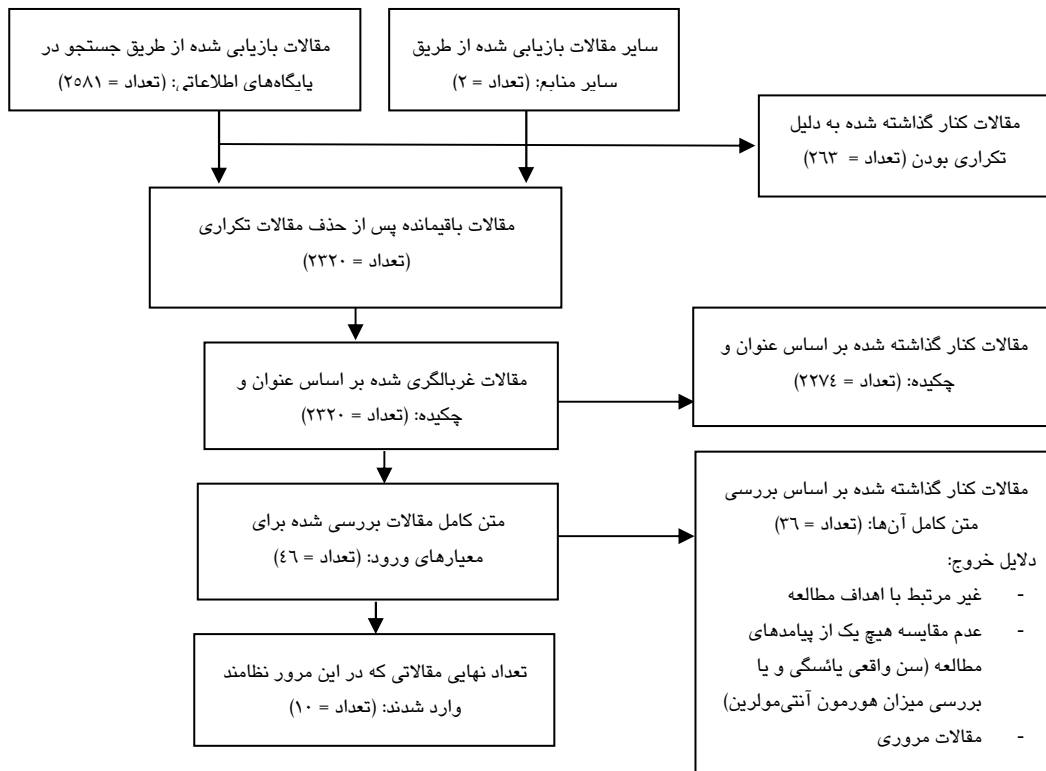 مقالات بازیابی شده از طریق جستجو در
پایگاه‌های اطلاعاتی: (تعداد = ۲٥۸۱)
سایر مقالات بازیابی شده از طریق
سایر منابع: (تعداد = ۲)
مقالات کنار گذاشته شده به دلیل
تکراری بودن (تعداد = ۲٦۳)
مقالات باقیمانده پس از حذف مقالات تکراری
(تعداد = ۲۳۲۰)
مقالات غربالگری شده بر اساس عنوان و
چکیده: (تعداد = ۲۳۲۰)
مقالات کنار گذاشته شده بر اساس عنوان و
چکیده: (تعداد = ۲۲۷٤)
متن کامل مقالات بررسی شده برای
معیارهای ورود: (تعداد = ٤٦)
مقالات کنار گذاشته شده بر اساس بررسی
متن کامل آن‌ها: (تعداد = ۳٦)
دلایل خروج:
- غیر مرتبط با اهداف مطالعه
- عدم مقایسه هیچ یک از پیامدهای
مطالعه (سن واقعی یائسگی و یا
بررسی میزان هورمون آنتی‌مولرین)
- مقالات مروری
تعداد نهایی مقالاتی که در این مرور نظامند
وارد شدند: (تعداد = ۱۰)